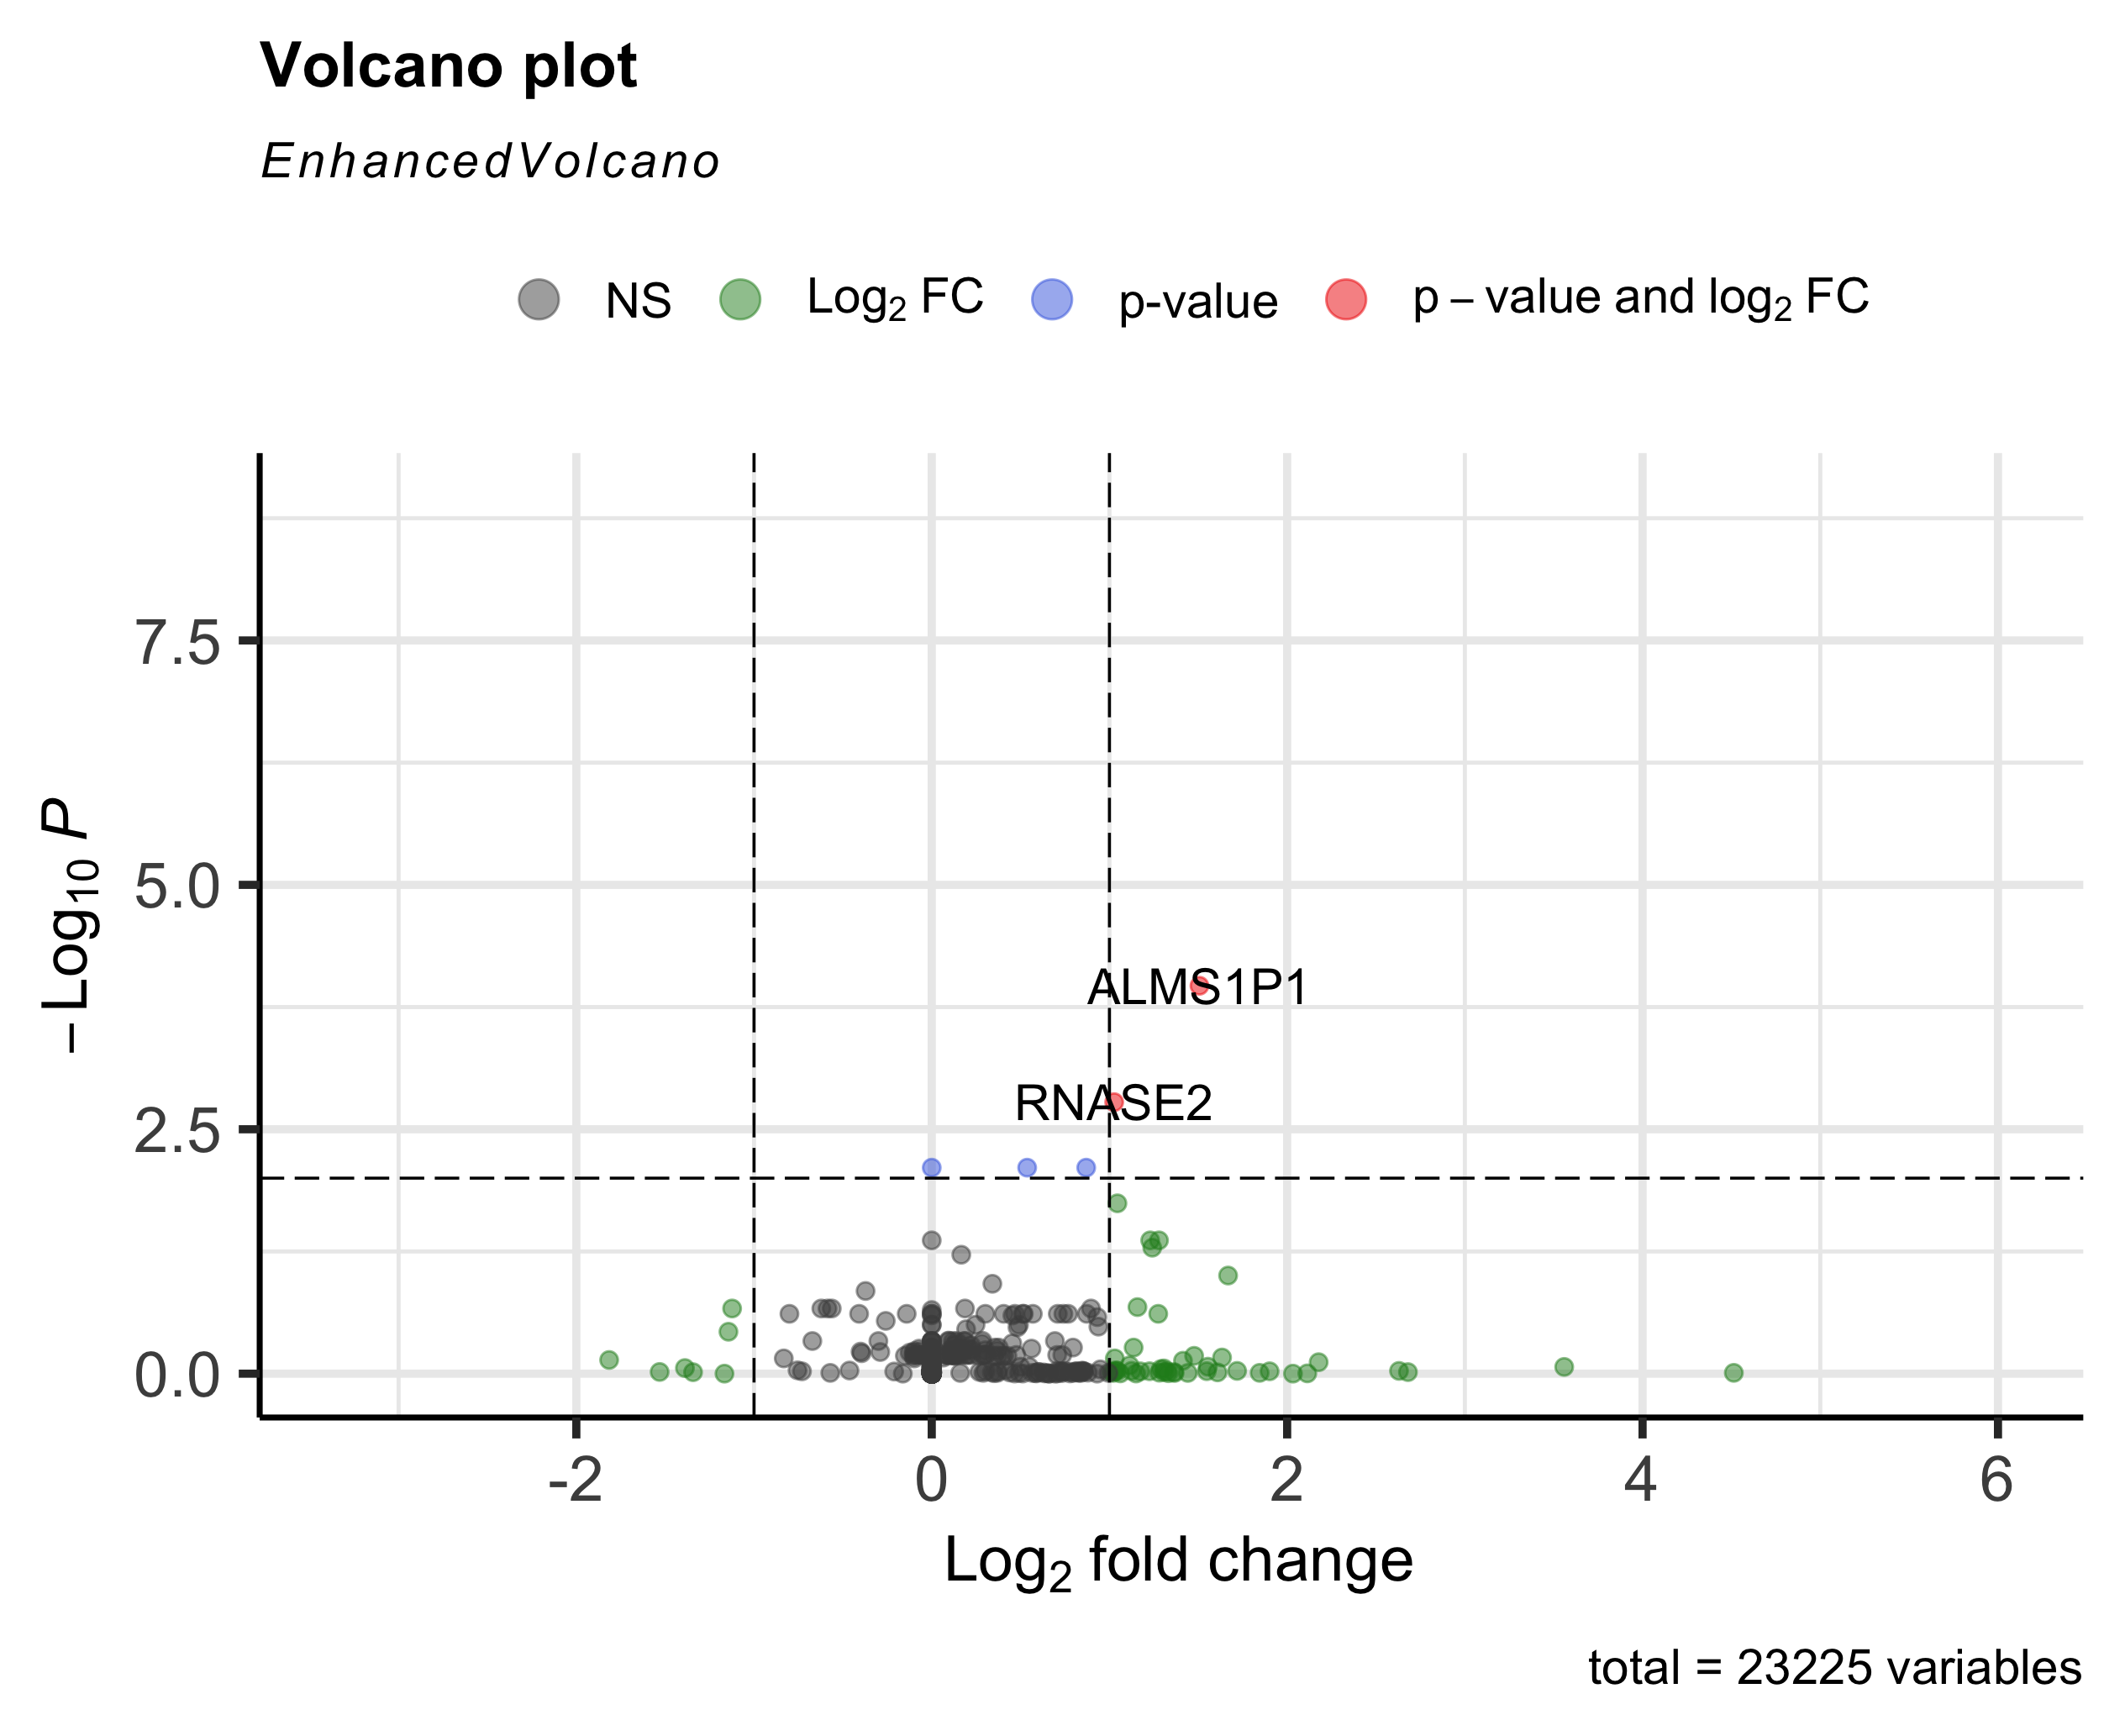 Volcano plot
EnhancedVolcano
NS Log₂ FC p-value p – value and log₂ FC
7.5
5.0
2.5
0.0
– Log₁₀ P
ALMS1P1
RNASE2
-2 0 2 4 6
Log₂ fold change
total = 23225 variables